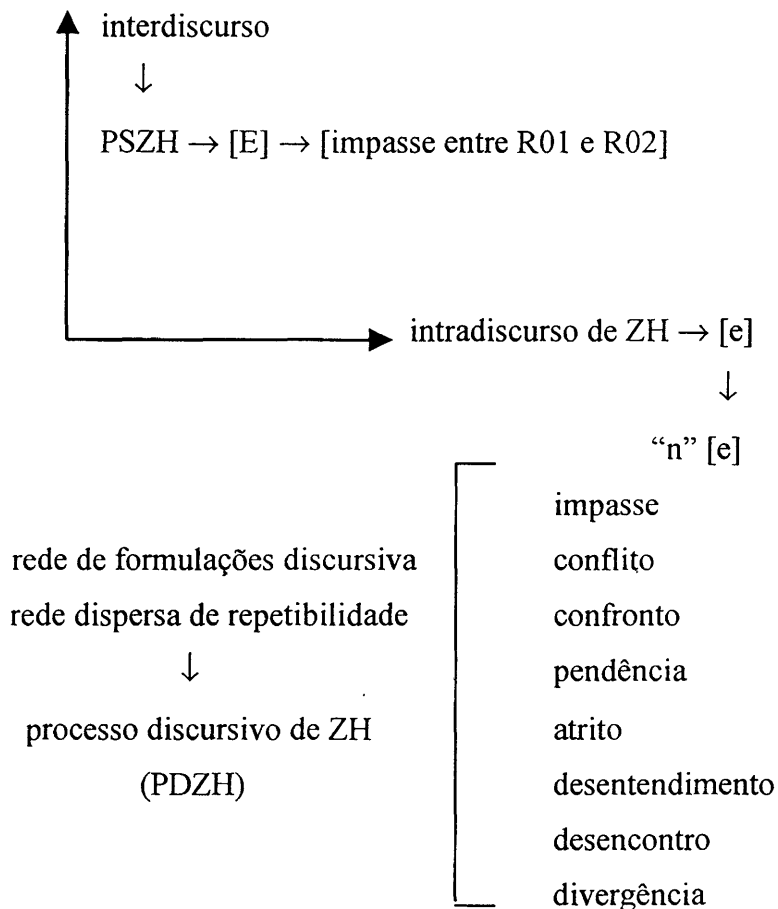 interdiscurso
↓
PSZH → [E] → [impasse entre R01 e R02]
intradiscurso de ZH → [e]
↓
“n” [e]
impasse
rede de formulações discursiva
conflito
rede dispersa de repetibilidade
confronto
↓
pendência
processo discursivo de ZH
atrito
(PDZH)
desentendimento
desencontro
divergência